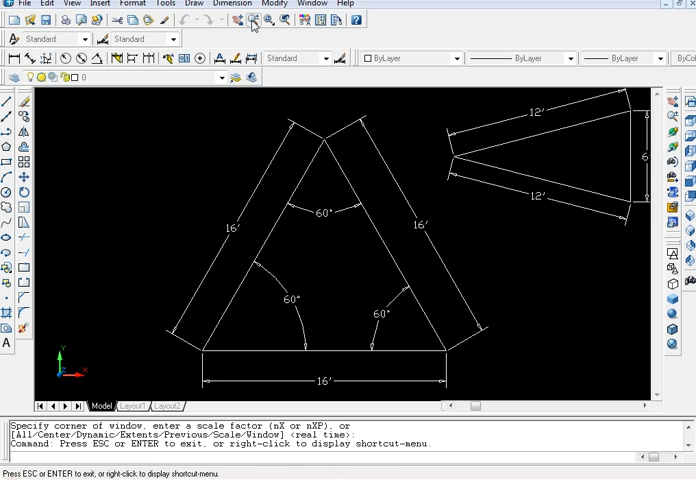 File Edit View Insert Format Tools Draw Dimension Modify Window Help
Standard Standard
Standard ByLayer ByLayer ByLayer
0
12'
6
12'
60°
16'
16'
60°
60°
16'
Y
X
Z
Model Layout1 Layout2
Specify corner of window, enter a scale factor (nX or nXP), or
[All/Center/Dynamic/Extents/Previous/Scale/Window] <real time>:
Command: Press ESC or ENTER to exit, or right-click to display shortcut-menu.
Press ESC or ENTER to exit, or right-click to display shortcut-menu.